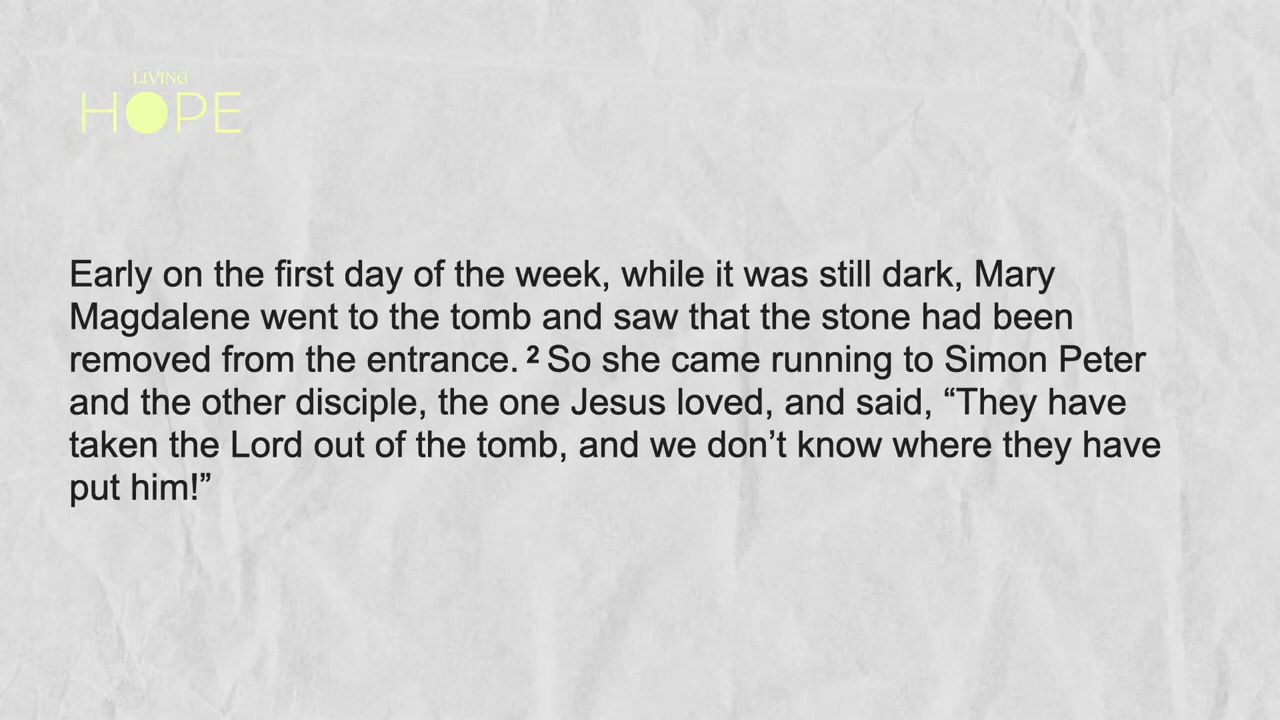 LIVING
HOPE
Early on the first day of the week, while it was still dark, Mary
Magdalene went to the tomb and saw that the stone had been
removed from the entrance. ² So she came running to Simon Peter
and the other disciple, the one Jesus loved, and said, “They have
taken the Lord out of the tomb, and we don’t know where they have
put him!”